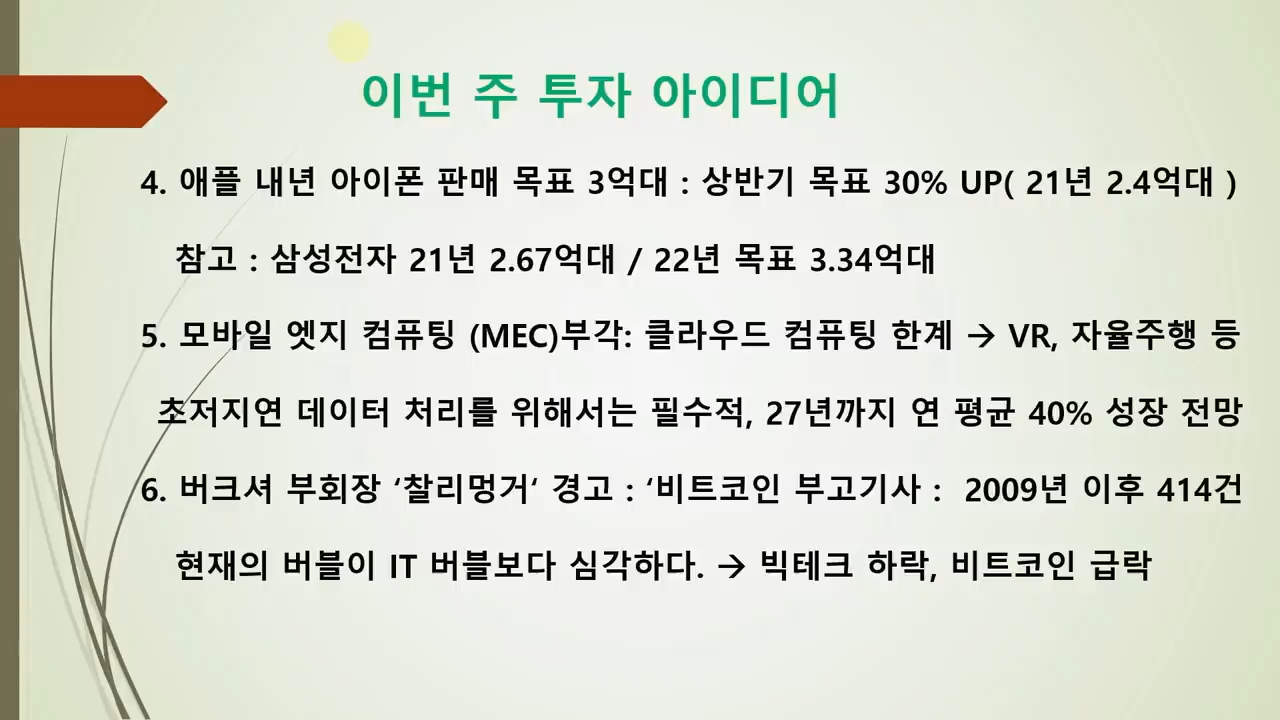 이번 주 투자 아이디어
4. 애플 내년 아이폰 판매 목표 3억대 : 상반기 목표 30% UP( 21년 2.4억대 )
참고 : 삼성전자 21년 2.67억대 / 22년 목표 3.34억대
5. 모바일 엣지 컴퓨팅 (MEC)부각: 클라우드 컴퓨팅 한계 → VR, 자율주행 등
초저지연 데이터 처리를 위해서는 필수적, 27년까지 연 평균 40% 성장 전망
6. 버크셔 부회장 ‘찰리멍거‘ 경고 : ‘비트코인 부고기사 :  2009년 이후 414건
현재의 버블이 IT 버블보다 심각하다. → 빅테크 하락, 비트코인 급락